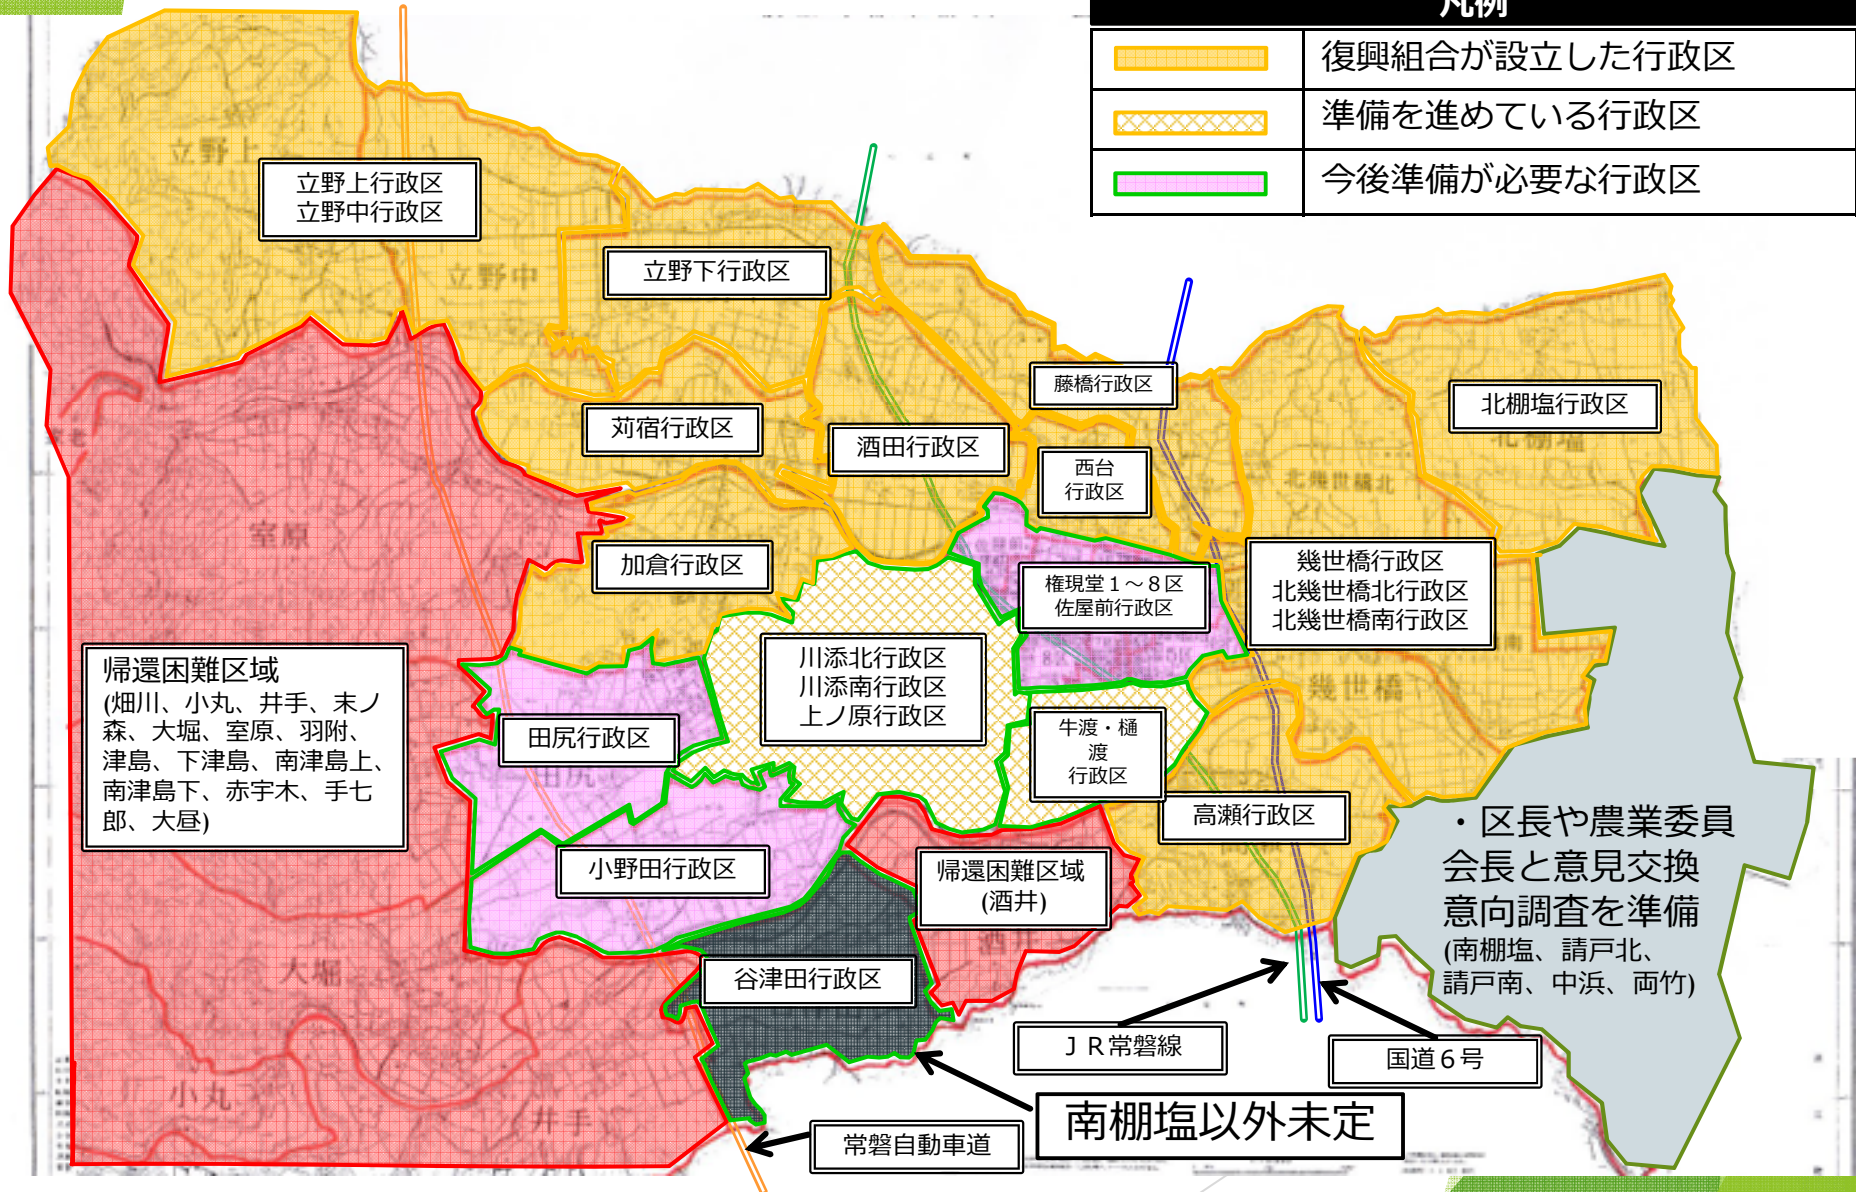 凡例
復興組合が設立した行政区
準備を進めている行政区
今後準備が必要な行政区
立野上
立野上行政区
立野中行政区
立野中
立野下行政区
藤橋行政区
北棚塩行政区
北棚塩
苅宿行政区
酒田行政区
西台
行政区
北幾世橋北
室原
加倉行政区
権現堂1~8区
佐屋前行政区
幾世橋行政区
北幾世橋北行政区
北幾世橋南行政区
南
帰還困難区域
(畑川、小丸、井手、末ノ
森、大堀、室原、羽附、
津島、下津島、南津島上、
南津島下、赤宇木、手七
郎、大昼)
川添北行政区
川添南行政区
上ノ原行政区
幾世橋
田尻行政区
田尻
牛渡・樋
渡
行政区
高瀬行政区
・区長や農業委員
会長と意見交換
意向調査を準備
(南棚塩、請戸北、
請戸南、中浜、両竹)
小野田行政区
帰還困難区域
(酒井)
谷津田行政区
大堀
小丸
井手
JR常磐線
国道6号
南棚塩以外未定
常磐自動車道